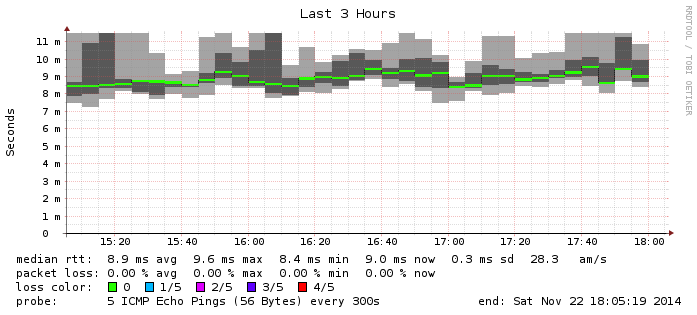 Last 3 Hours
RRDTOOL / TOBI OETIKER
Seconds
11 m
10 m
9 m
8 m
7 m
6 m
5 m
4 m
3 m
2 m
1 m
0
15:20 15:40 16:00 16:20 16:40 17:00 17:20 17:40 18:00
median rtt: 8.9 ms avg 9.6 ms max 8.4 ms min 9.0 ms now 0.3 ms sd 28.3 am/s
packet loss: 0.00 % avg 0.00 % max 0.00 % min 0.00 % now
loss color: 0 1/5 2/5 3/5 4/5
probe: 5 ICMP Echo Pings (56 Bytes) every 300s end: Sat Nov 22 18:05:19 2014